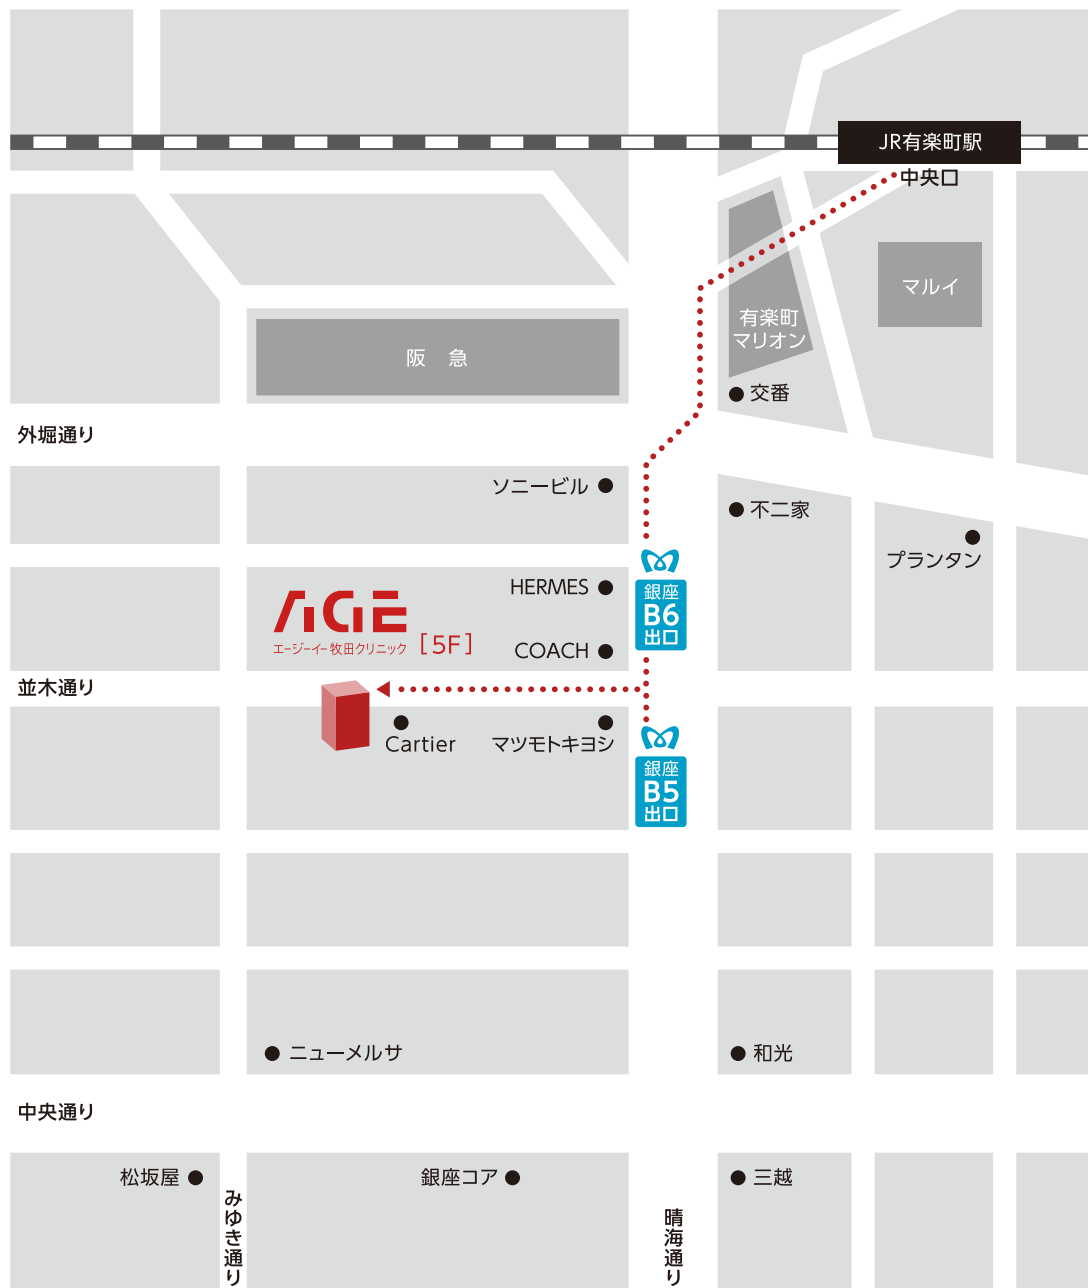 JR有楽町駅
中央口
マルイ
有楽町
マリオン
阪 急
交番
外堀通り
ソニービル
不二家
プランタン
HERMES
銀座
B6
出口
AGE
エージーイー牧田クリニック [5F]
COACH
並木通り
Cartier
マツモトキヨシ
銀座
B5
出口
ニューメルサ
和光
中央通り
松坂屋
銀座コア
三越
みゆき通り
晴海通り